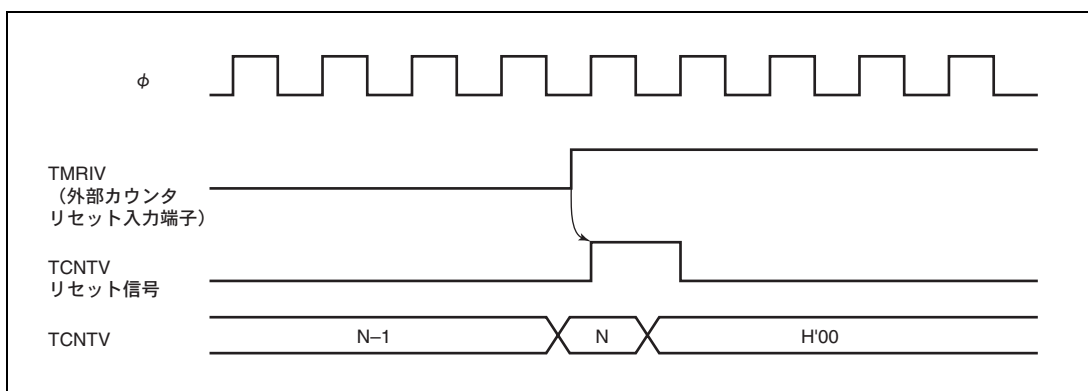 φ
TMRIV
（外部カウンタ
リセット入力端子）
TCNTV
リセット信号
TCNTV
N–1
N
H'00